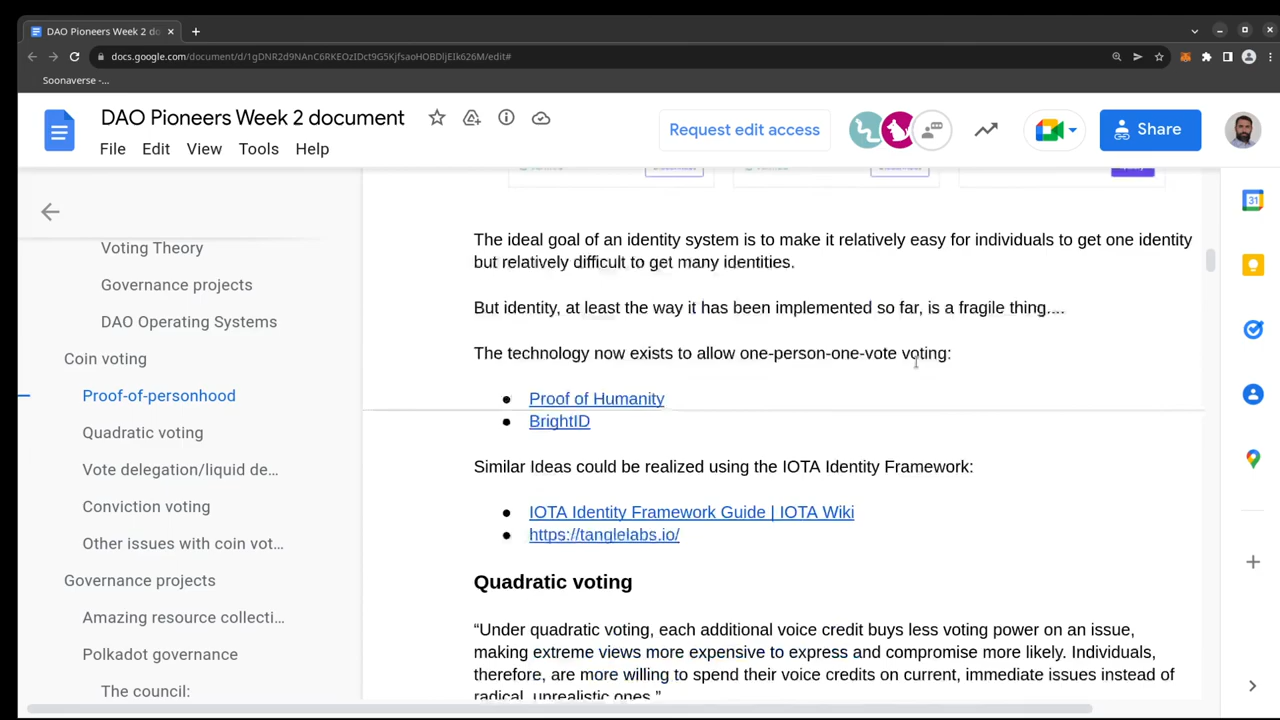 DAO Pioneers Week 2 do
docs.google.com/document/d/1gDNR2d9NAnC6RKEOzIDct9G5KjfsaoHOBDljEIk626M/edit#
Soonaverse -...
DAO Pioneers Week 2 document
File Edit View Tools Help
Request edit access
Share
Voting Theory
Governance projects
DAO Operating Systems
Coin voting
Proof-of-personhood
Quadratic voting
Vote delegation/liquid de...
Conviction voting
Other issues with coin vot...
Governance projects
Amazing resource collecti...
Polkadot governance
The council:
The ideal goal of an identity system is to make it relatively easy for individuals to get one identity
but relatively difficult to get many identities.
But identity, at least the way it has been implemented so far, is a fragile thing....
The technology now exists to allow one-person-one-vote voting:
● Proof of Humanity
● BrightID
Similar Ideas could be realized using the IOTA Identity Framework:
● IOTA Identity Framework Guide | IOTA Wiki
● https://tanglelabs.io/
Quadratic voting
“Under quadratic voting, each additional voice credit buys less voting power on an issue,
making extreme views more expensive to express and compromise more likely. Individuals,
therefore, are more willing to spend their voice credits on current, immediate issues instead of
radical, unrealistic ones.”
31